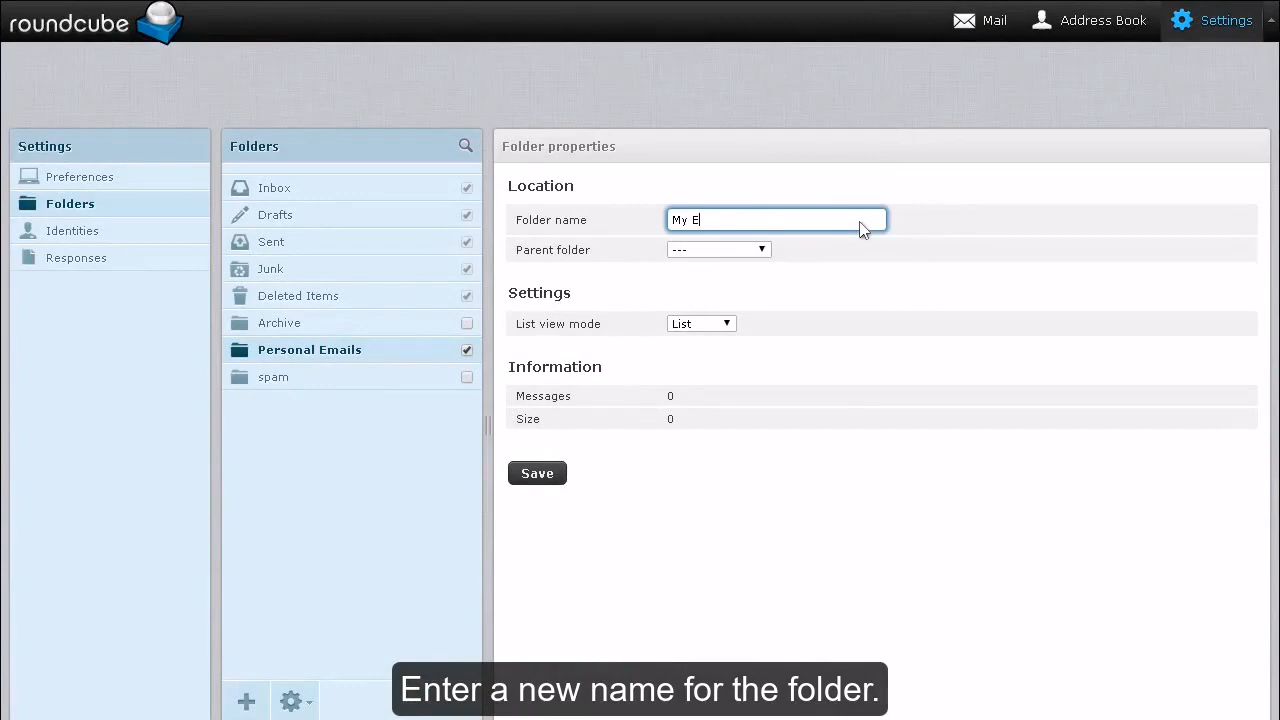 roundcube
Mail
Address Book
Settings
Settings
Preferences
Folders
Identities
Responses
Folders
Inbox
Drafts
Sent
Junk
Deleted Items
Archive
Personal Emails
spam
Folder properties
Location
Folder name My E
Parent folder ---
Settings
List view mode List
Information
Messages 0
Size 0
Save
Enter a new name for the folder.